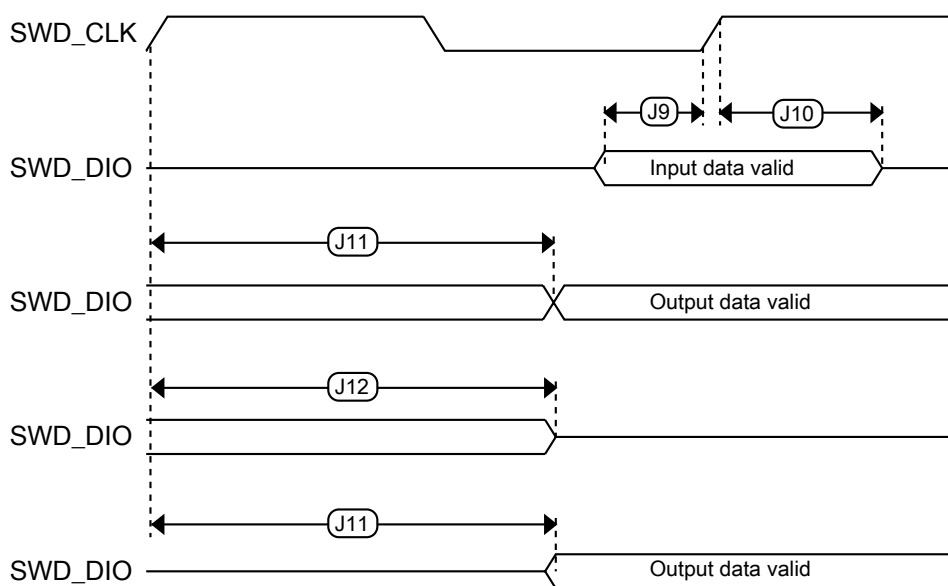 SWD_CLK
J9
J10
SWD_DIO
Input data valid
J11
SWD_DIO
Output data valid
J12
SWD_DIO
J11
SWD_DIO
Output data valid